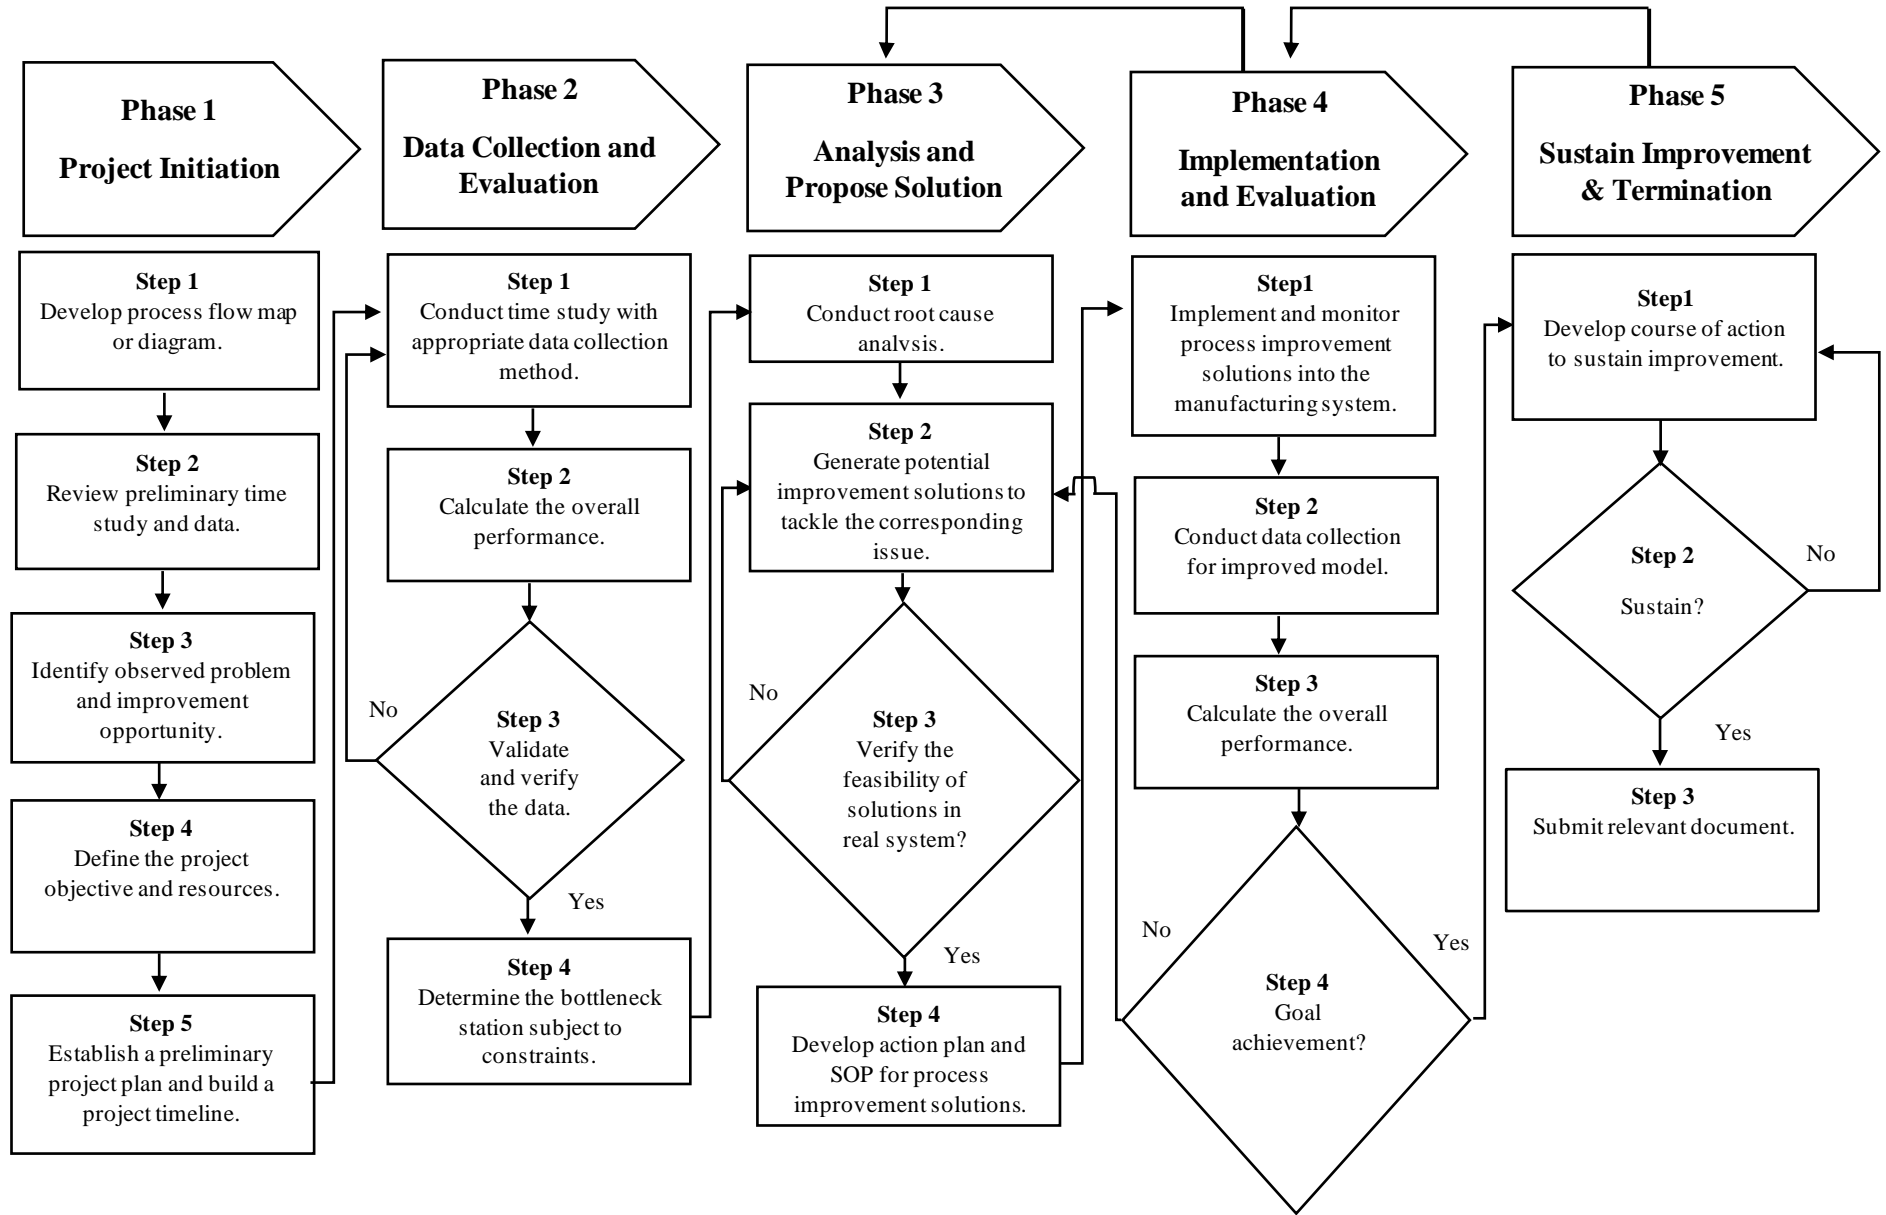 Phase 1
Project Initiation
Step 1
Develop process flow map
or diagram.
Step 2
Review preliminary time
study and data.
Step 3
Identify observed problem
and improvement
opportunity.
Step 4
Define the project
objective and resources.
Step 5
Establish a preliminary
project plan and build a
project timeline.
Phase 2
Data Collection and
Evaluation
Step 1
Conduct time study with
appropriate data collection
method.
Step 2
Calculate the overall
performance.
No
Step 3
Validate
and verify
the data.
Yes
Step 4
Determine the bottleneck
station subject to
constraints.
Phase 3
Analysis and
Propose Solution
Step 1
Conduct root cause
analysis.
Step 2
Generate potential
improvement solutions to
tackle the corresponding
issue.
No
Step 3
Verify the
feasibility of
solutions in
real system?
Yes
Step 4
Develop action plan and
SOP for process
improvement solutions.
Phase 4
Implementation
and Evaluation
Step1
Implement and monitor
process improvement
solutions into the
manufacturing system.
Step 2
Conduct data collection
for improved model.
Step 3
Calculate the overall
performance.
No
Yes
Step 4
Goal
achievement?
Phase 5
Sustain Improvement
& Termination
Step1
Develop course of action
to sustain improvement.
Step 2
Sustain?
No
Yes
Step 3
Submit relevant document.